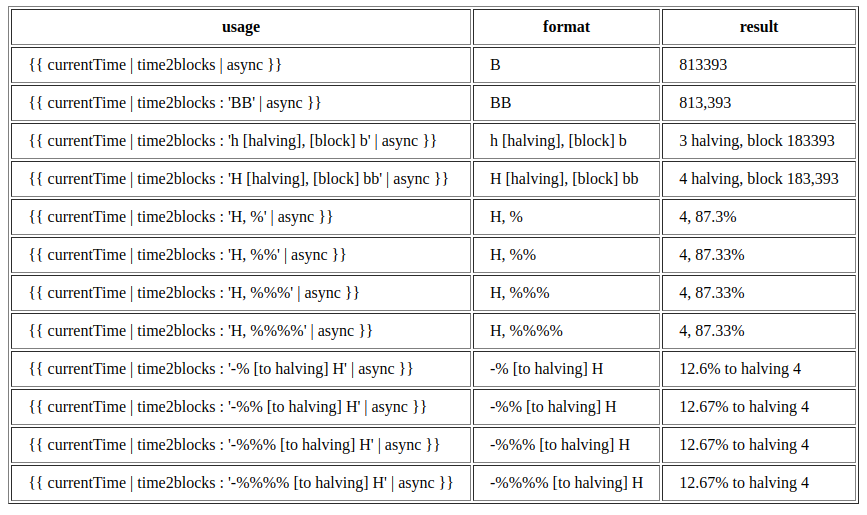 usage format result
{{ currentTime | time2blocks | async }} B 813393
{{ currentTime | time2blocks : 'BB' | async }} BB 813,393
{{ currentTime | time2blocks : 'h [halving], [block] b' | async }} h [halving], [block] b 3 halving, block 183393
{{ currentTime | time2blocks : 'H [halving], [block] bb' | async }} H [halving], [block] bb 4 halving, block 183,393
{{ currentTime | time2blocks : 'H, %' | async }} H, % 4, 87.3%
{{ currentTime | time2blocks : 'H, %%' | async }} H, %% 4, 87.33%
{{ currentTime | time2blocks : 'H, %%%' | async }} H, %%% 4, 87.33%
{{ currentTime | time2blocks : 'H, %%%%' | async }} H, %%%% 4, 87.33%
{{ currentTime | time2blocks : '-% [to halving] H' | async }} -% [to halving] H 12.6% to halving 4
{{ currentTime | time2blocks : '-%% [to halving] H' | async }} -%% [to halving] H 12.67% to halving 4
{{ currentTime | time2blocks : '-%%% [to halving] H' | async }} -%%% [to halving] H 12.67% to halving 4
{{ currentTime | time2blocks : '-%%%% [to halving] H' | async }} -%%%% [to halving] H 12.67% to halving 4